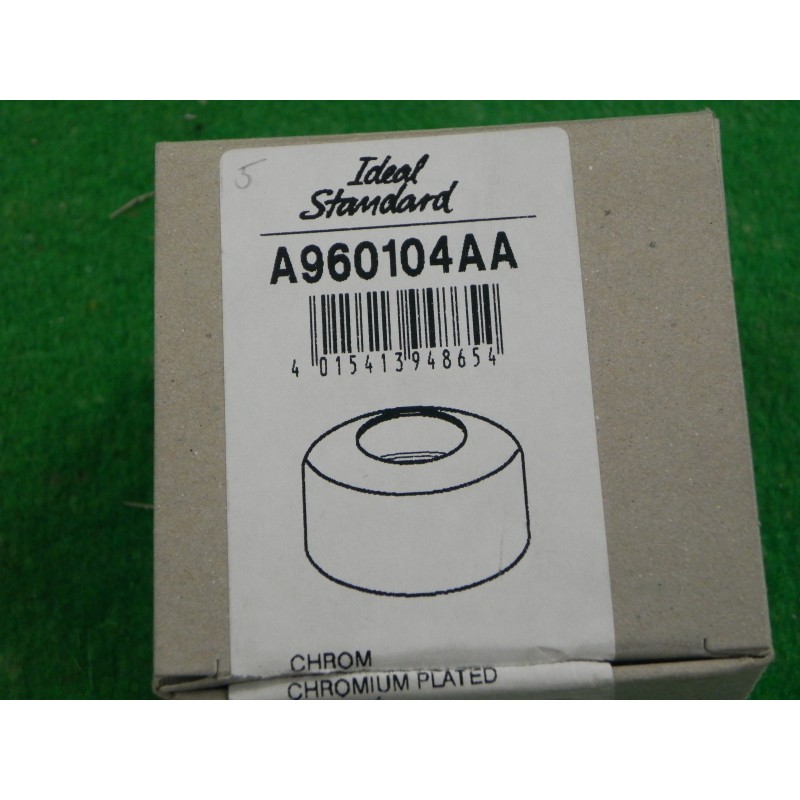 5
Ideal
Standard
A960104AA
4 015413 948654
CHROM
CHROMIUM PLATED